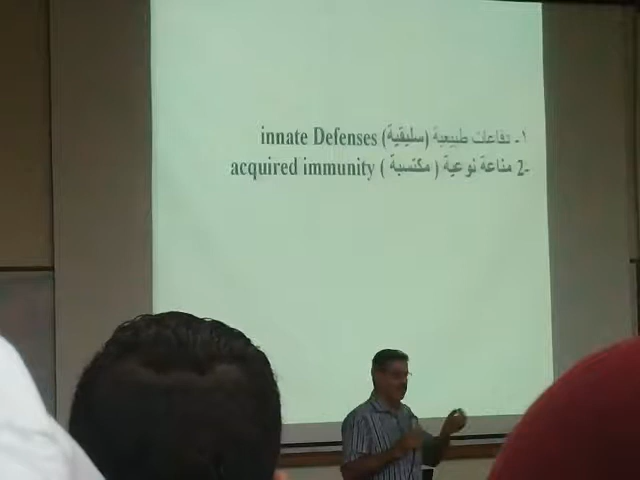 ١- دفاعات طبيعية (سليقية) innate Defenses
2- مناعة نوعية ( مكتسبة ) acquired immunity